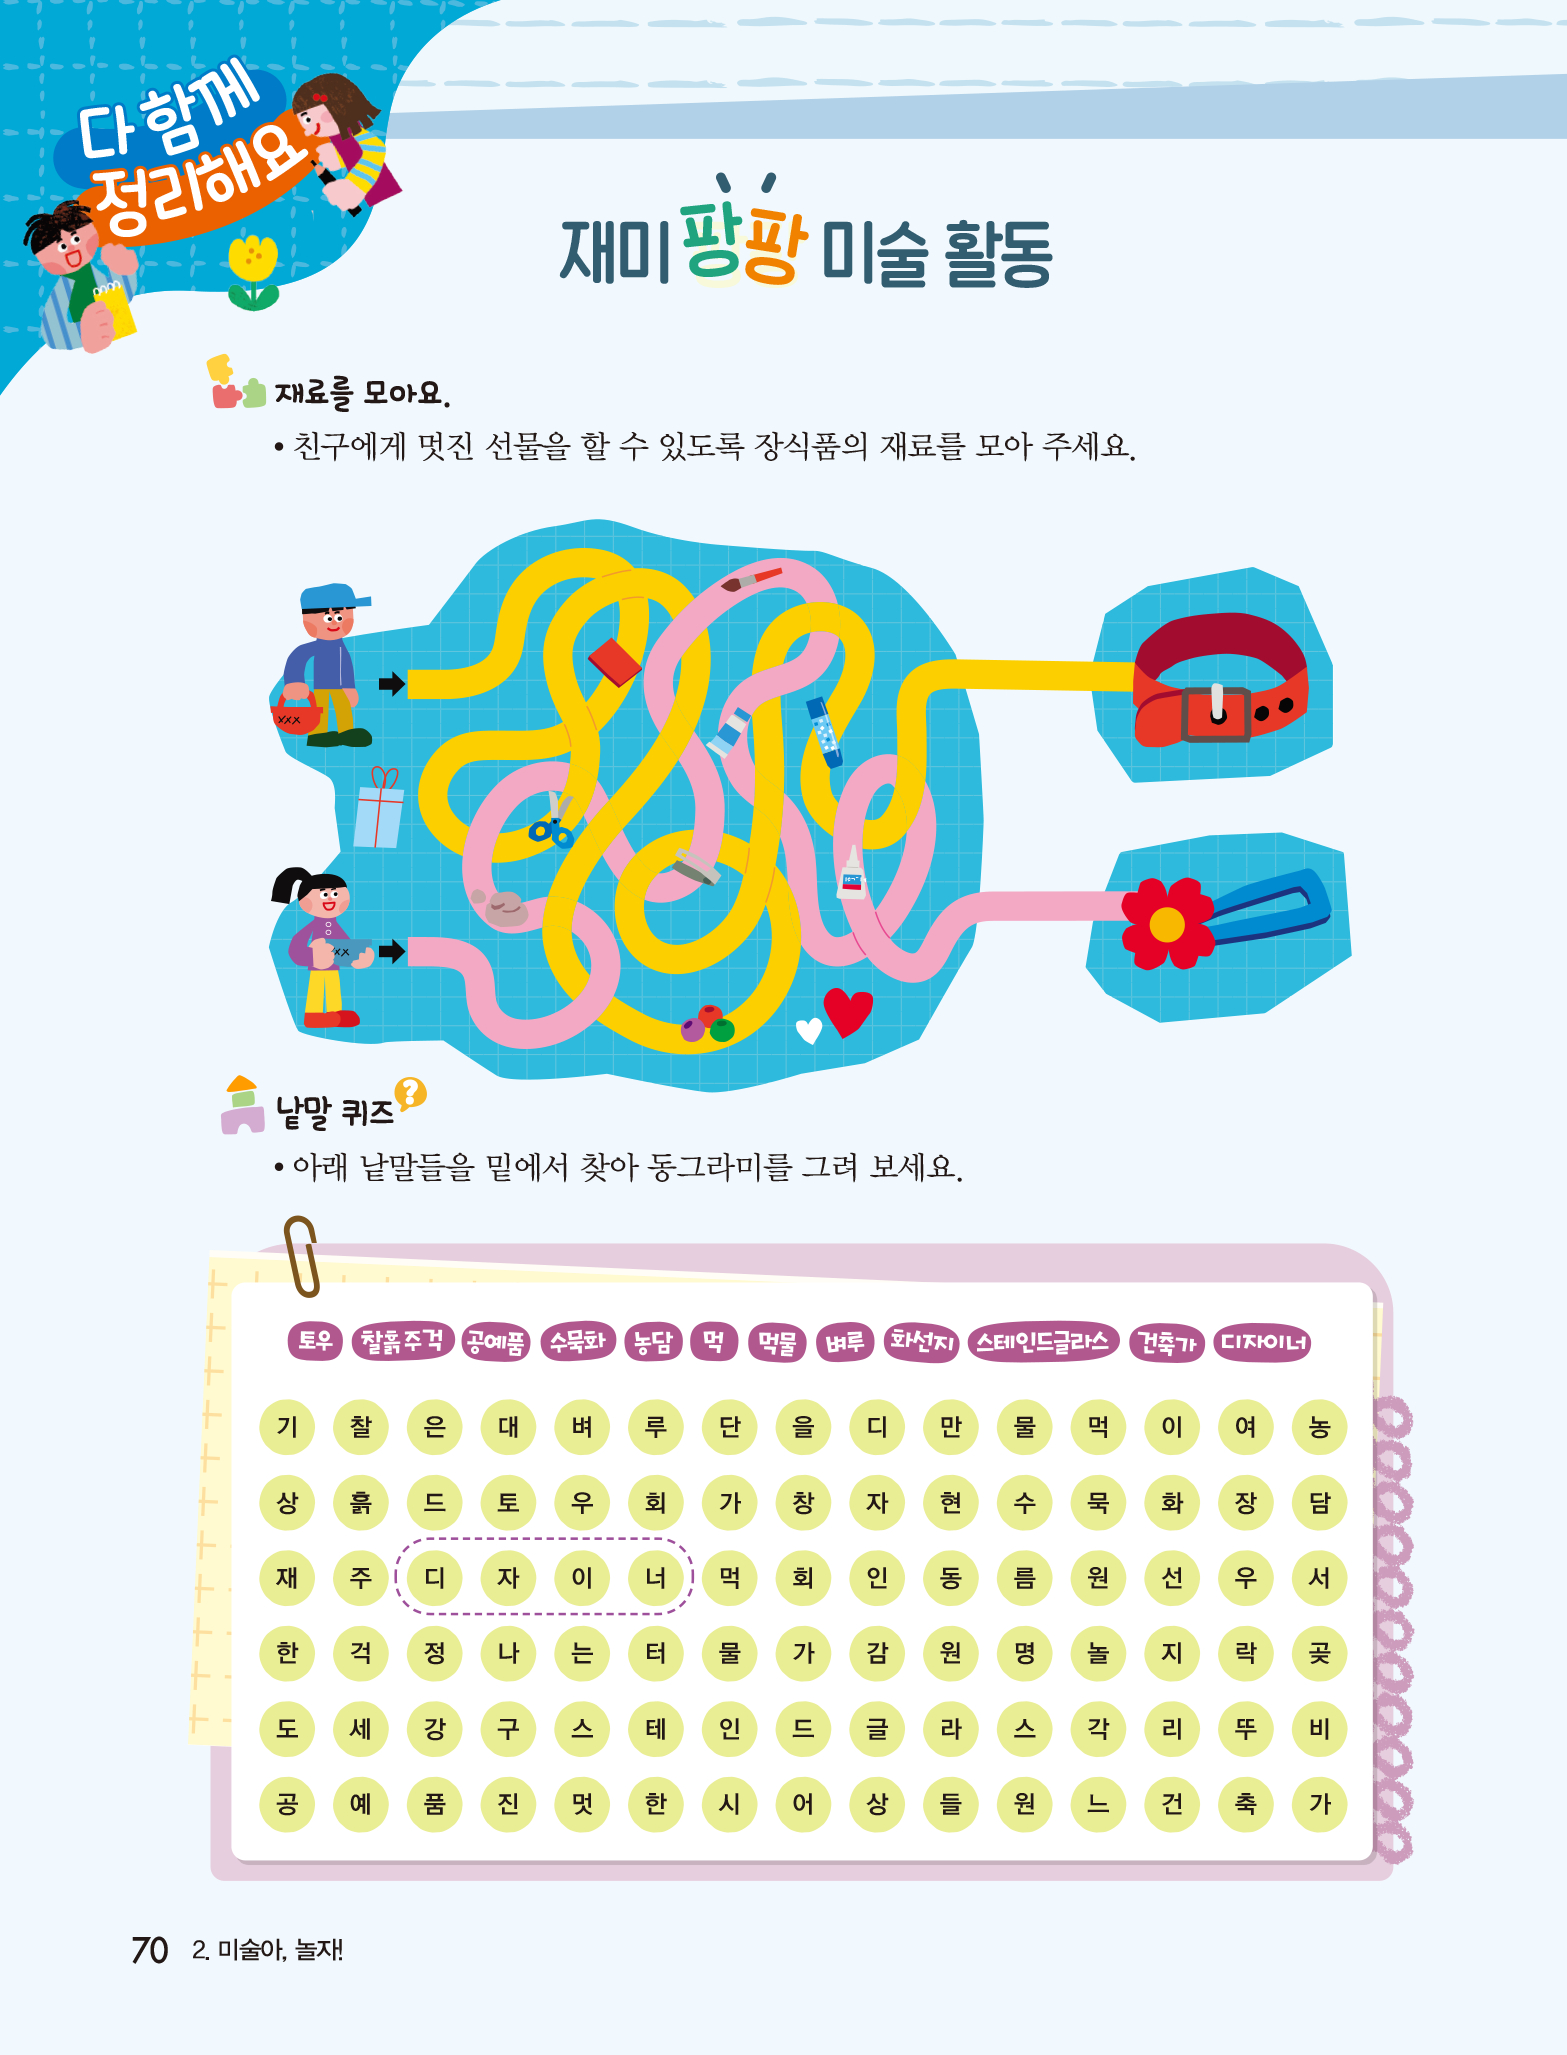 다 함께
정리해요
재미 팡팡 미술 활동
재료를 모아요.
• 친구에게 멋진 선물을 할 수 있도록 장식품의 재료를 모아 주세요.
낱말 퀴즈?
• 아래 낱말들을 밑에서 찾아 동그라미를 그려 보세요.
토우 찰흙 주걱 공예품 수묵화 농담 먹 먹물 벼루 화선지 스테인드글라스 건축가 디자이너
기 찰 은 대 벼 루 단 을 디 만 물 먹 이 여 농
상 흙 드 토 우 회 가 창 자 현 수 묵 화 장 담
재 주 디 자 이 너 먹 회 인 동 름 원 선 우 서
한 걱 정 나 는 터 물 가 감 원 명 놀 지 락 꽂
도 세 강 구 스 테 인 드 글 라 스 각 리 뚜 비
공 예 품 진 멋 한 시 어 상 들 원 느 건 축 가
70 2. 미술아, 놀자!